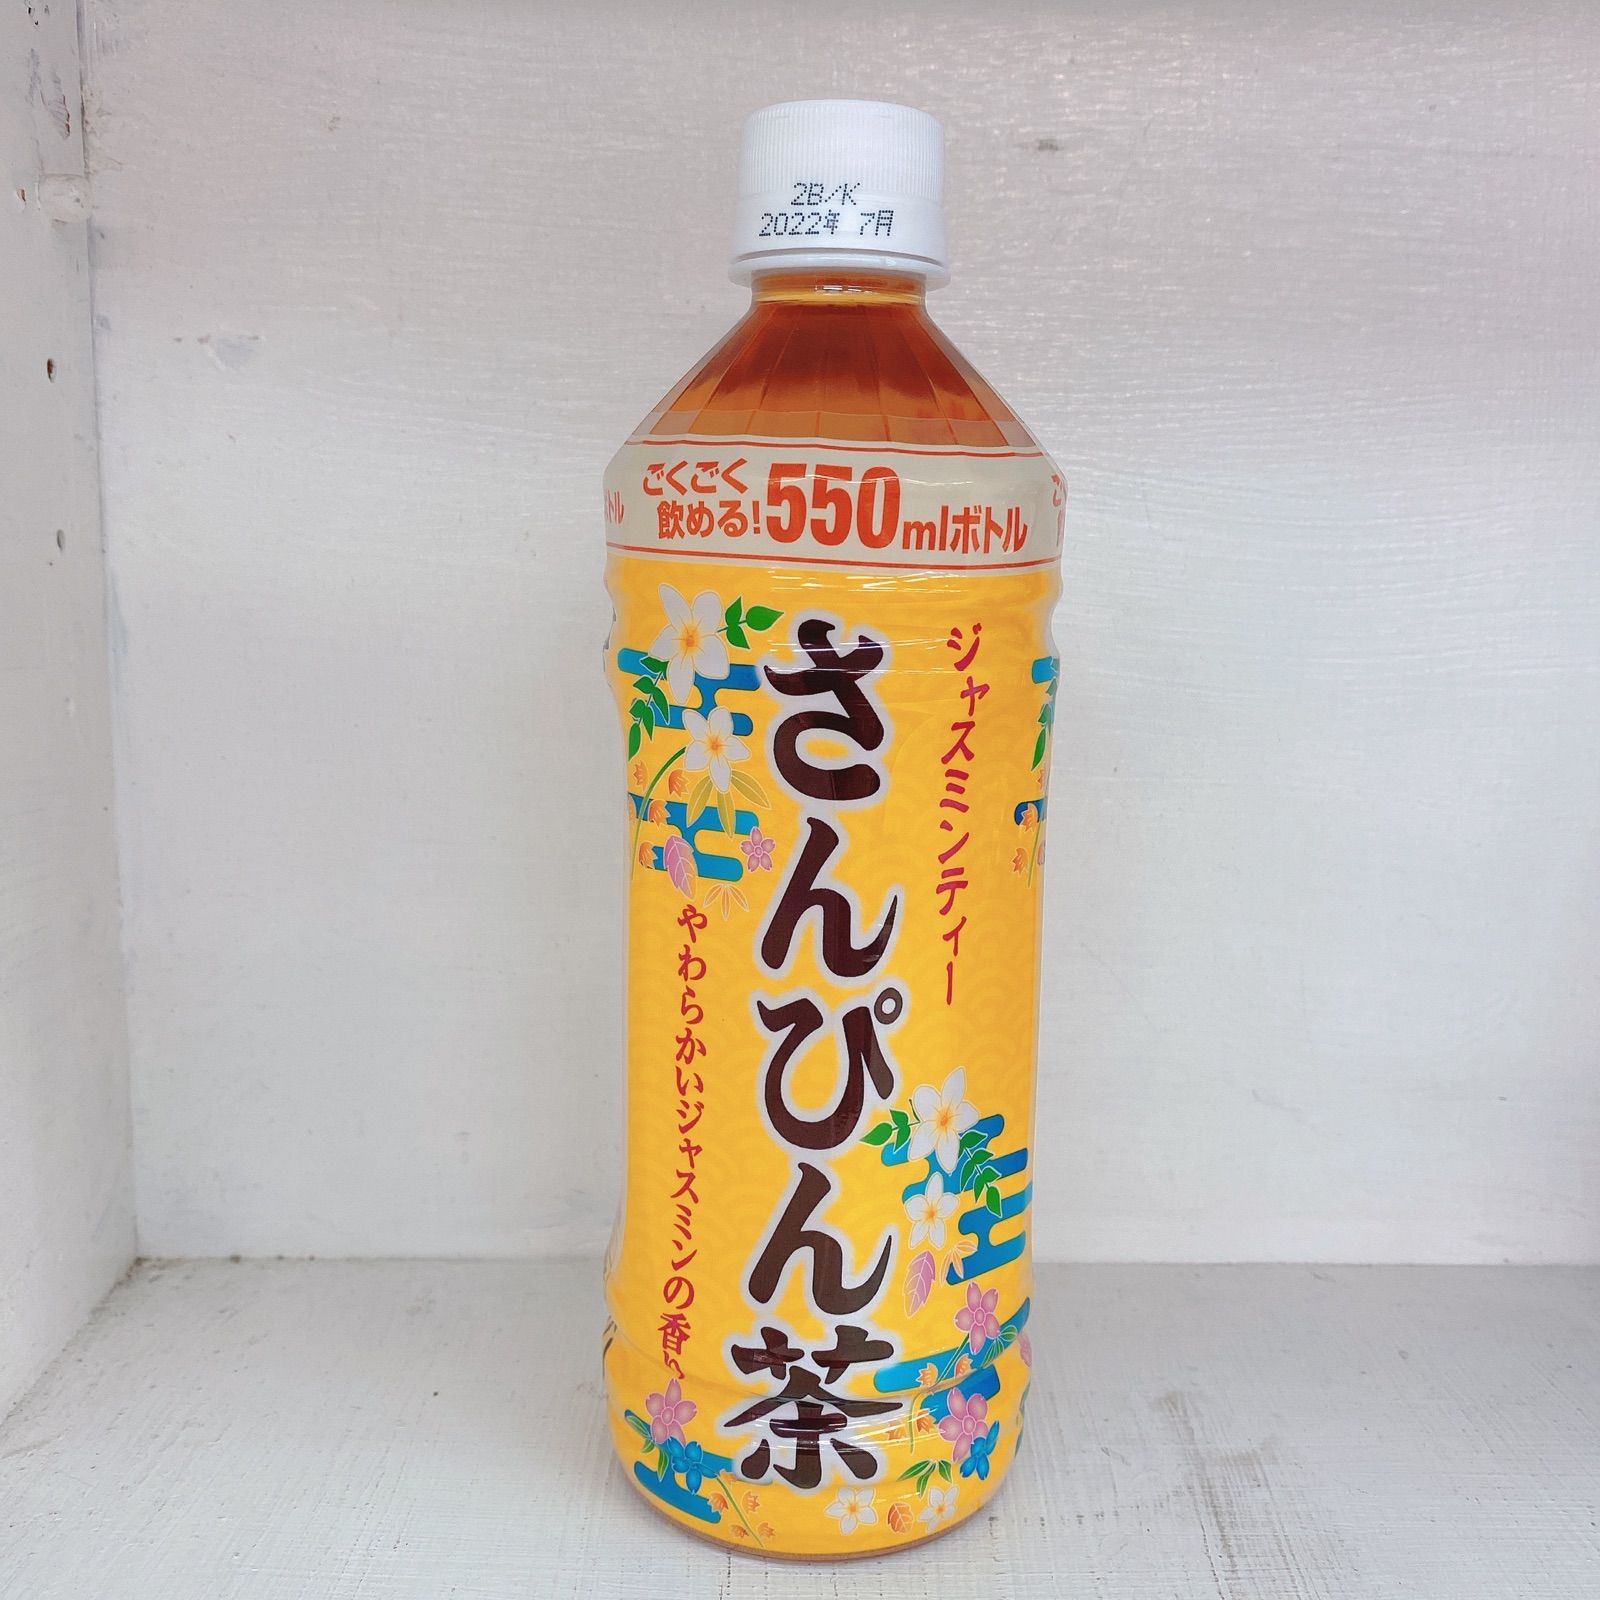 2B/K
2022年 7月
ごくごく
飲める!550mlボトル
ジャスミンティー
さんぴん茶
やわらかいジャスミンの香り